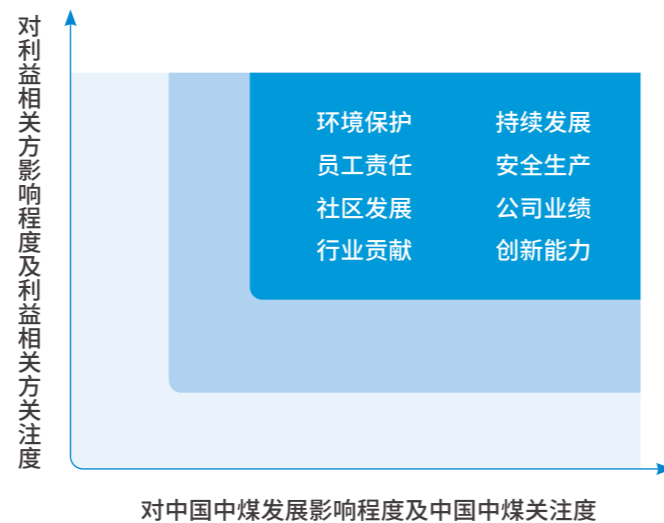 对利益相关方影响程度及利益相关方关注度
环境保护 持续发展
员工责任 安全生产
社区发展 公司业绩
行业贡献 创新能力
对中国中煤发展影响程度及中国中煤关注度